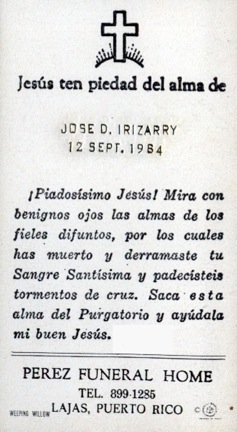 Jesús ten piedad del alma de
JOSE D. IRIZARRY
12 SEPT. 1984
¡Piadosísimo Jesús! Mira con
benignos ojos las almas de los
fieles difuntos, por los cuales
has muerto y derramaste tu
Sangre Santísima y padecísteis
tormentos de cruz. Saca esta
alma del Purgatorio y ayúdala
mi buen Jesús.
PEREZ FUNERAL HOME
TEL. 899-1285
WEEPING WILLOW LAJAS, PUERTO RICO ©